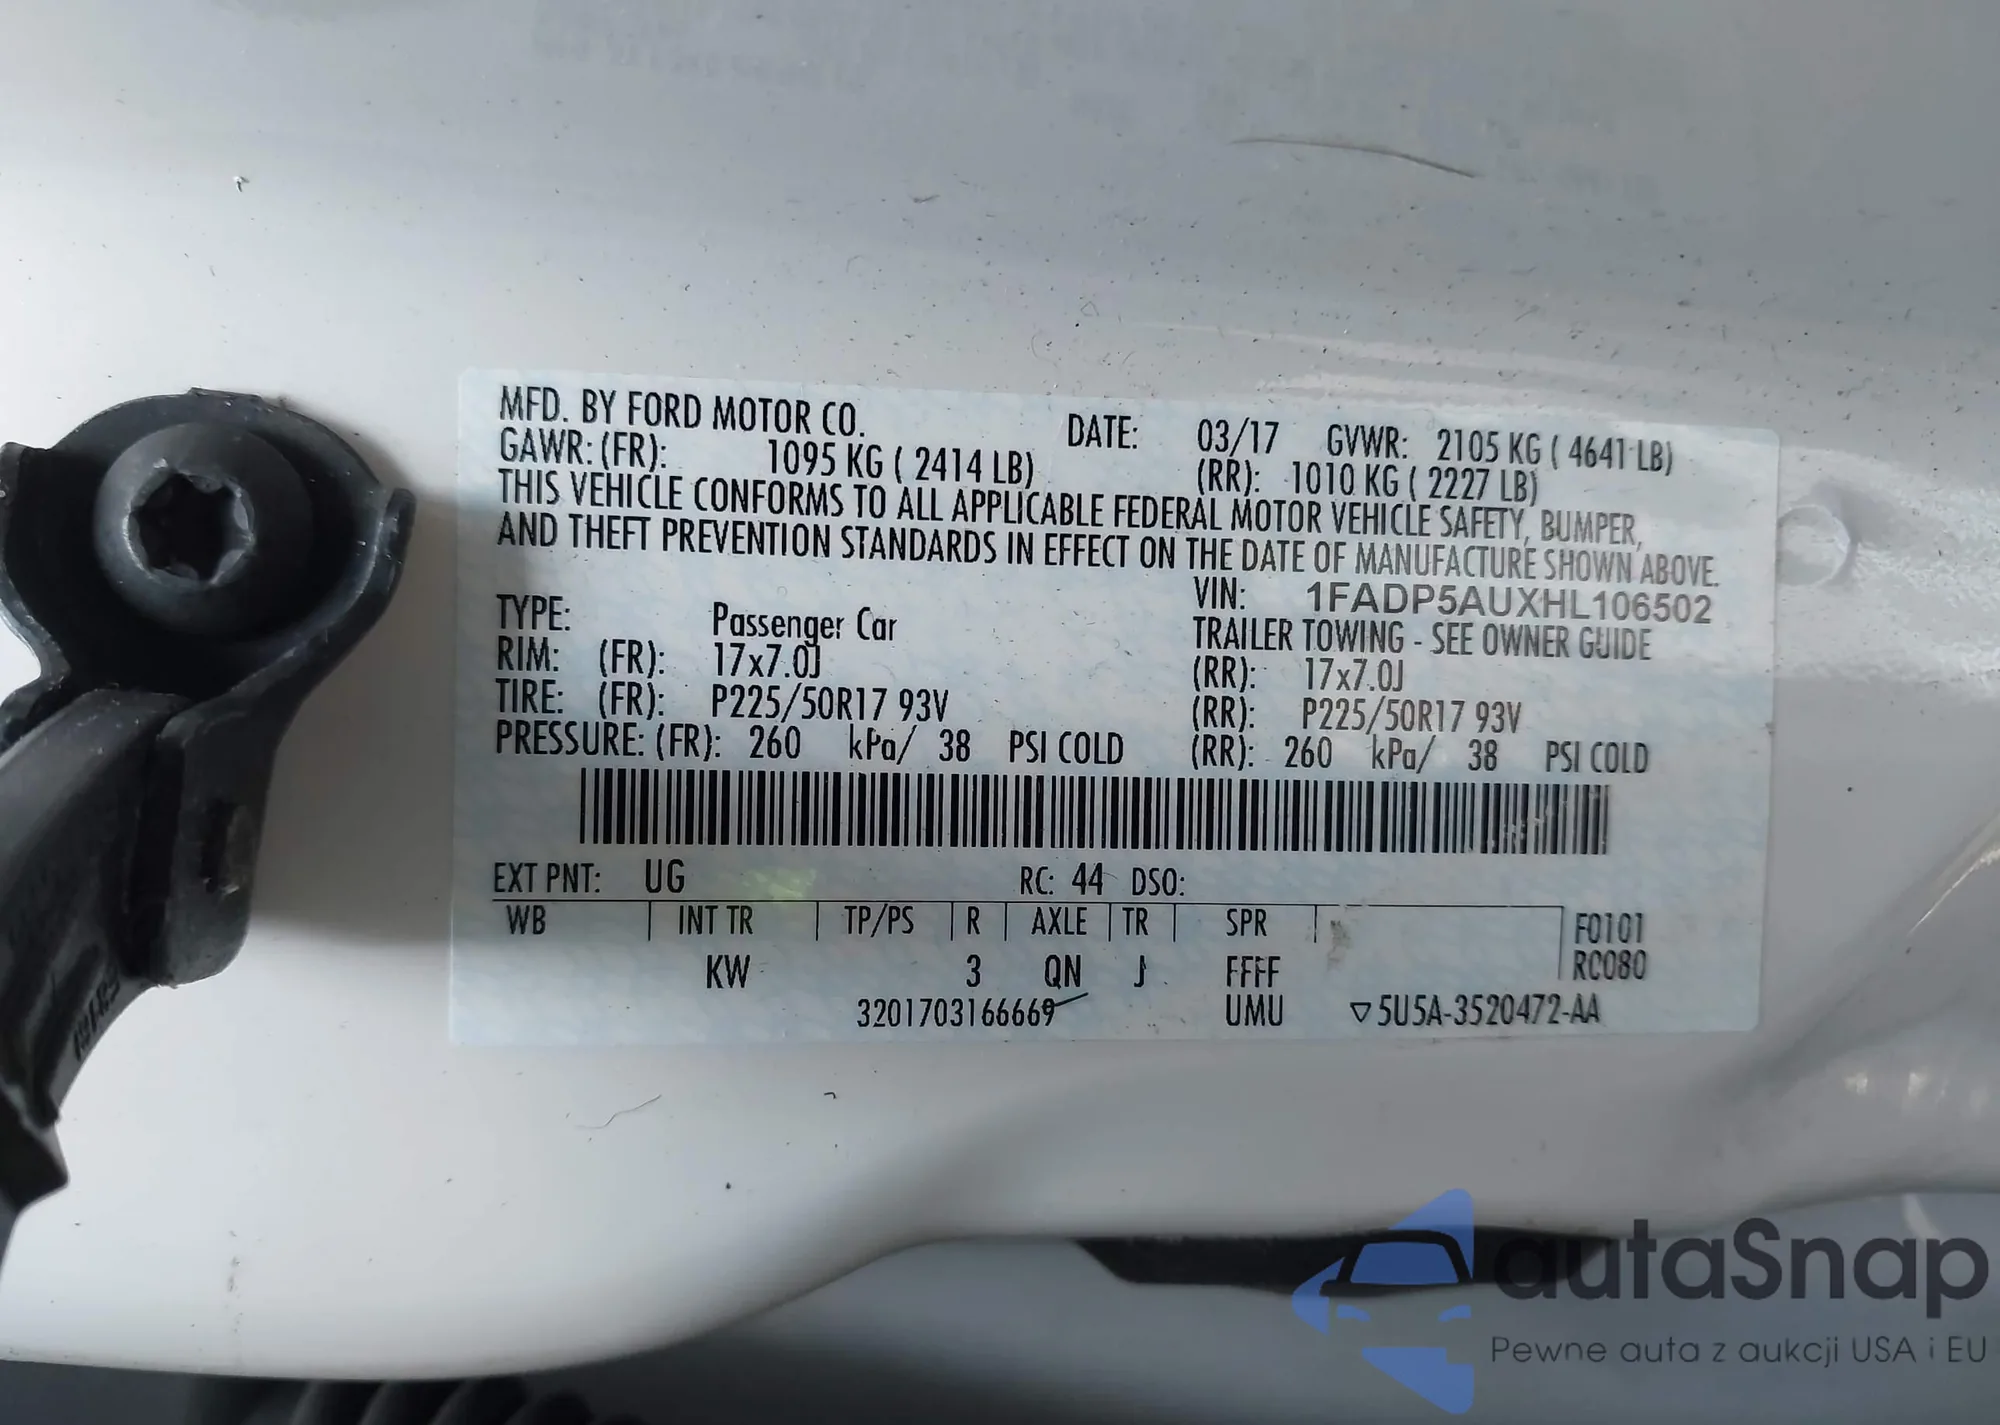 MFD. BY FORD MOTOR CO. DATE: 03/17 GVWR: 2105 KG ( 4641 LB)
GAWR: (FR): 1095 KG ( 2414 LB) (RR): 1010 KG ( 2227 LB)
THIS VEHICLE CONFORMS TO ALL APPLICABLE FEDERAL MOTOR VEHICLE SAFETY, BUMPER,
AND THEFT PREVENTION STANDARDS IN EFFECT ON THE DATE OF MANUFACTURE SHOWN ABOVE.
VIN: 1FADP5AUXHL106502
TYPE: Passenger Car TRAILER TOWING - SEE OWNER GUIDE
RIM: (FR): 17x7.0J (RR): 17x7.0J
TIRE: (FR): P225/50R17 93V (RR): P225/50R17 93V
PRESSURE: (FR): 260 kPa/ 38 PSI COLD (RR): 260 kPa/ 38 PSI COLD
EXT PNT: UG RC: 44 DSO:
WB INT TR TP/PS R AXLE TR SPR F0101
KW 3 QN J FFFF RC080
3201703166669 UMU ▽5U5A-3520472-AA
autaSnap
Pewne auta z aukcji USA i EU